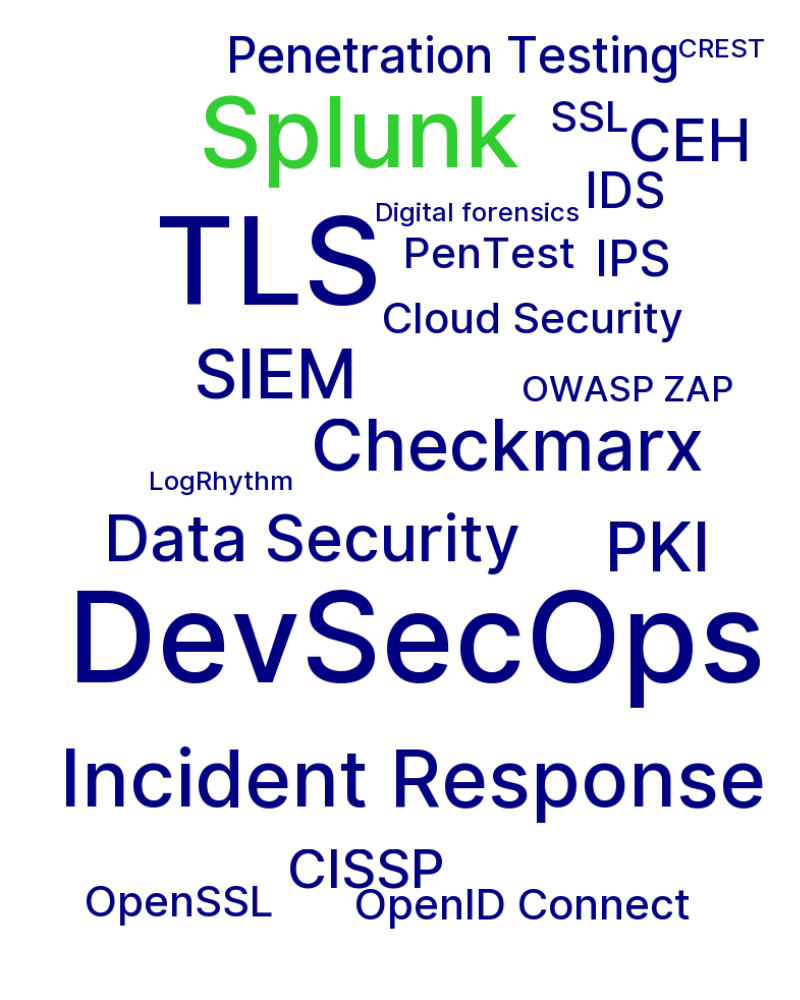 Penetration Testing
CREST
Splunk
SSL
CEH
IDS
Digital forensics
TLS
PenTest
IPS
Cloud Security
SIEM
OWASP ZAP
Checkmarx
LogRhythm
Data Security
PKI
DevSecOps
Incident Response
CISSP
OpenSSL
OpenID Connect